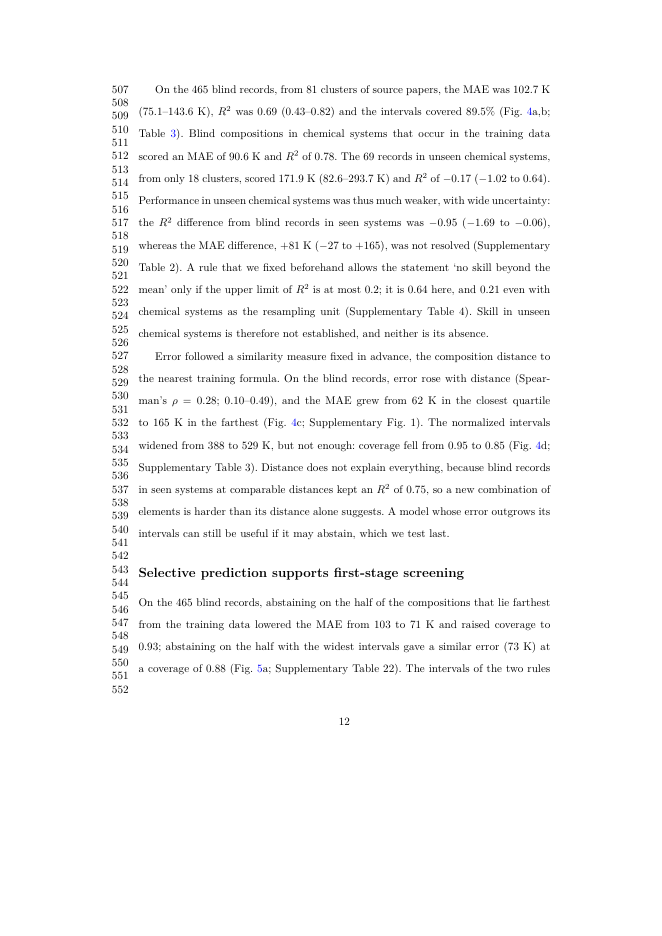 507 On the 465 blind records, from 81 clusters of source papers, the MAE was 102.7 K
508
509 (75.1–143.6 K), R² was 0.69 (0.43–0.82) and the intervals covered 89.5% (Fig. 4a,b;
510 Table 3). Blind compositions in chemical systems that occur in the training data
511
512 scored an MAE of 90.6 K and R² of 0.78. The 69 records in unseen chemical systems,
513
514 from only 18 clusters, scored 171.9 K (82.6–293.7 K) and R² of −0.17 (−1.02 to 0.64).
515 Performance in unseen chemical systems was thus much weaker, with wide uncertainty:
516
517 the R² difference from blind records in seen systems was −0.95 (−1.69 to −0.06),
518
519 whereas the MAE difference, +81 K (−27 to +165), was not resolved (Supplementary
520 Table 2). A rule that we fixed beforehand allows the statement ‘no skill beyond the
521
522 mean’ only if the upper limit of R² is at most 0.2; it is 0.64 here, and 0.21 even with
523
524 chemical systems as the resampling unit (Supplementary Table 4). Skill in unseen
525 chemical systems is therefore not established, and neither is its absence.
526
527 Error followed a similarity measure fixed in advance, the composition distance to
528
529 the nearest training formula. On the blind records, error rose with distance (Spear-
530 man’s ρ = 0.28; 0.10–0.49), and the MAE grew from 62 K in the closest quartile
531
532 to 165 K in the farthest (Fig. 4c; Supplementary Fig. 1). The normalized intervals
533
534 widened from 388 to 529 K, but not enough: coverage fell from 0.95 to 0.85 (Fig. 4d;
535 Supplementary Table 3). Distance does not explain everything, because blind records
536
537 in seen systems at comparable distances kept an R² of 0.75, so a new combination of
538
539 elements is harder than its distance alone suggests. A model whose error outgrows its
540 intervals can still be useful if it may abstain, which we test last.
541
542
543 Selective prediction supports first-stage screening
544
545 On the 465 blind records, abstaining on the half of the compositions that lie farthest
546
547 from the training data lowered the MAE from 103 to 71 K and raised coverage to
548
549 0.93; abstaining on the half with the widest intervals gave a similar error (73 K) at
550 a coverage of 0.88 (Fig. 5a; Supplementary Table 22). The intervals of the two rules
551
552
12